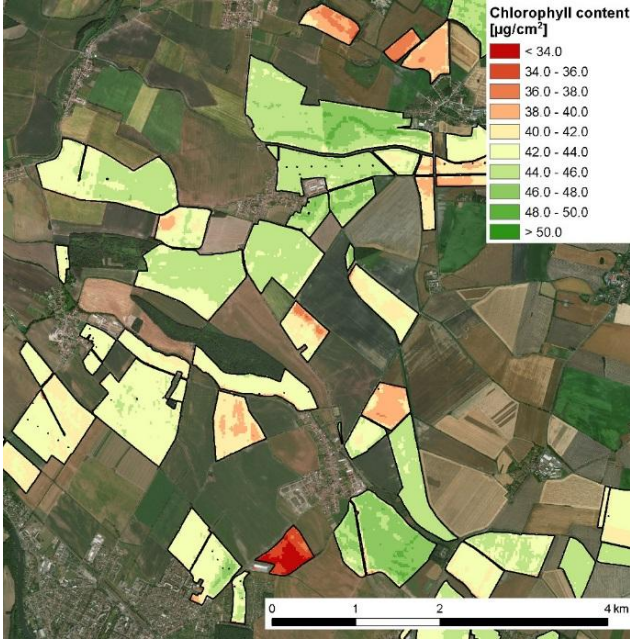 Chlorophyll content
[µg/cm²]
< 34.0
34.0 - 36.0
36.0 - 38.0
38.0 - 40.0
40.0 - 42.0
42.0 - 44.0
44.0 - 46.0
46.0 - 48.0
48.0 - 50.0
> 50.0
0 1 2 4 km